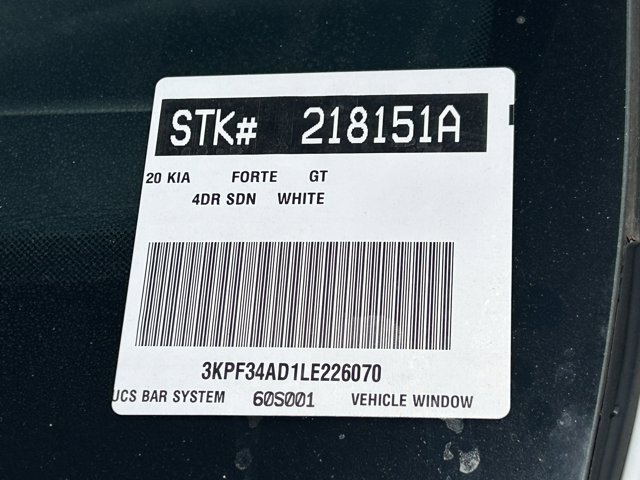 STK# 218151A
20 KIA FORTE GT
4DR SDN WHITE
3KPF34AD1LE226070
UCS BAR SYSTEM 60S001 VEHICLE WINDOW